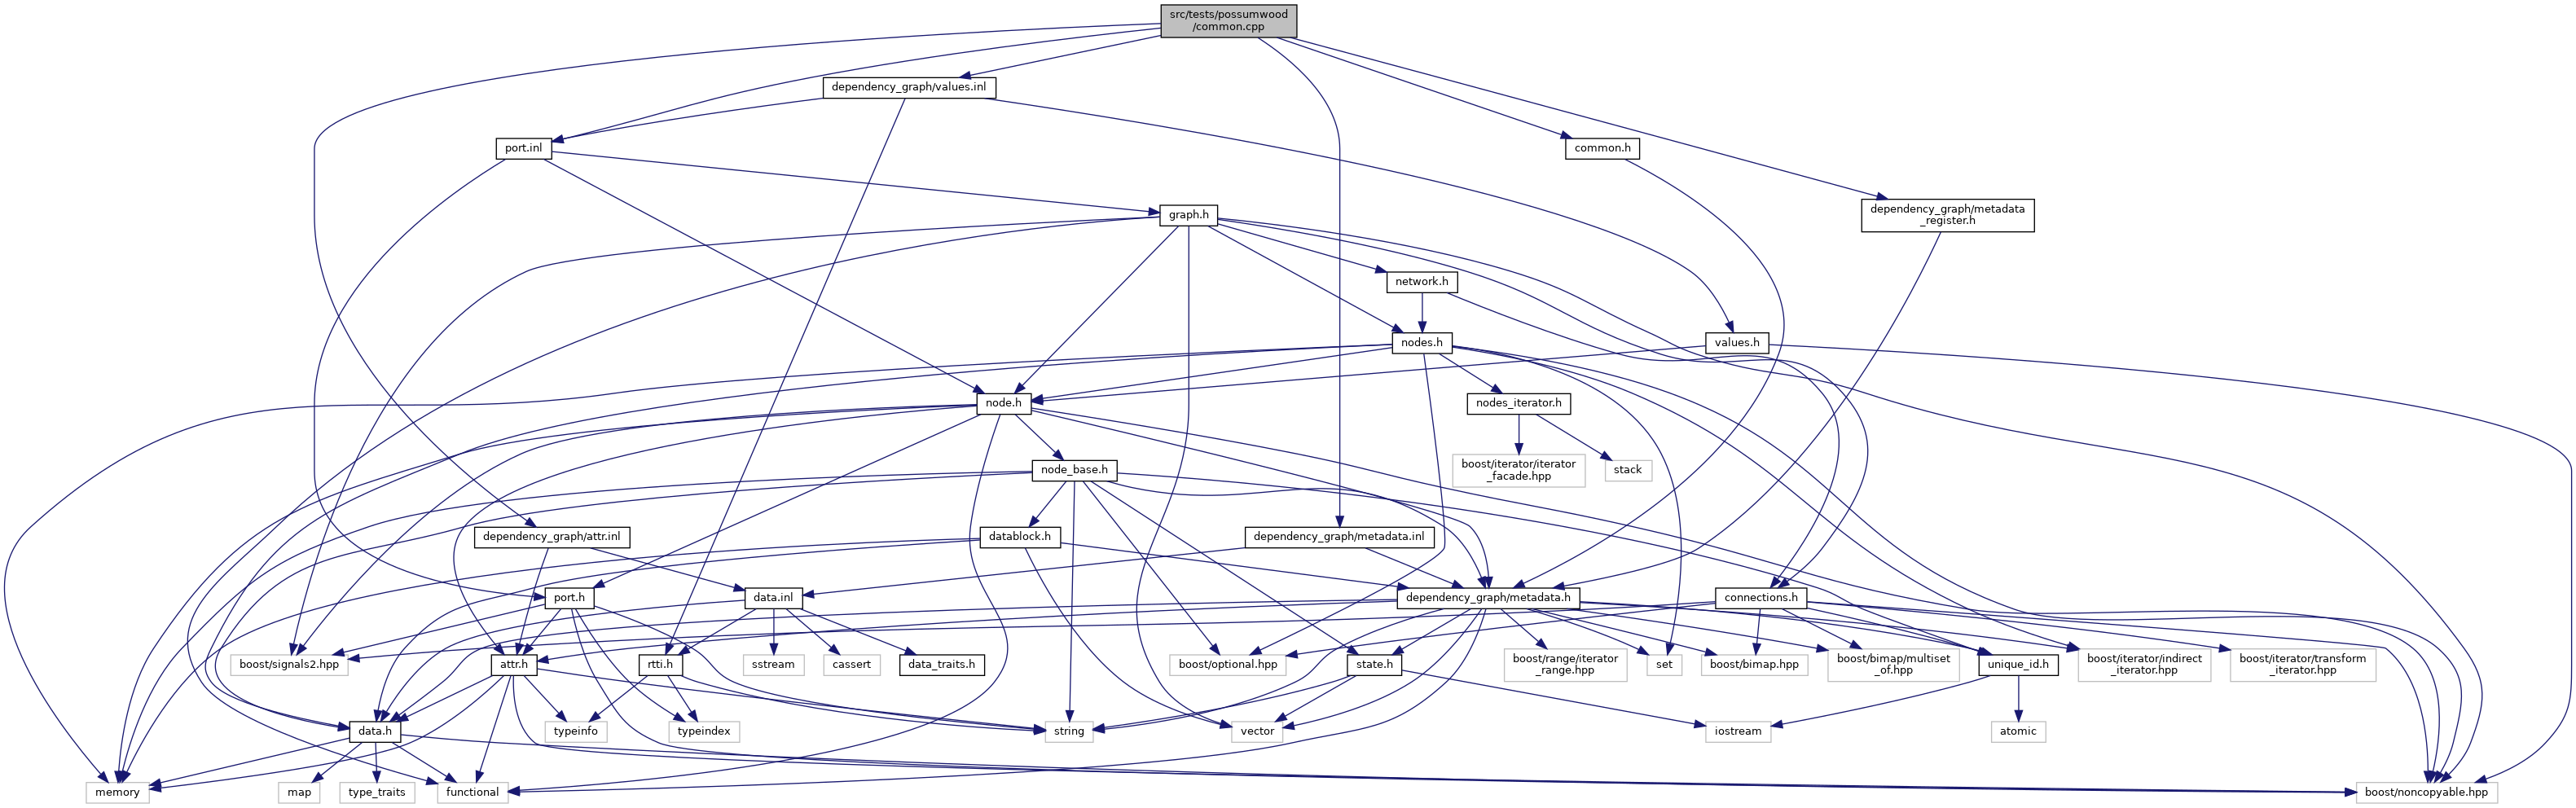 src/tests/possumwood
/common.cpp
dependency_graph/values.inl
port.inl
common.h
dependency_graph/metadata
_register.h
graph.h
network.h
nodes.h
values.h
node.h
nodes_iterator.h
node_base.h
boost/iterator/iterator
_facade.hpp
stack
dependency_graph/attr.inl
datablock.h
dependency_graph/metadata.inl
port.h
data.inl
dependency_graph/metadata.h
connections.h
boost/signals2.hpp
attr.h
rtti.h
sstream
cassert
data_traits.h
boost/optional.hpp
state.h
boost/range/iterator
_range.hpp
set
boost/bimap.hpp
boost/bimap/multiset
_of.hpp
unique_id.h
boost/iterator/indirect
_iterator.hpp
boost/iterator/transform
_iterator.hpp
data.h
typeinfo
typeindex
string
vector
iostream
atomic
memory
map
type_traits
functional
boost/noncopyable.hpp